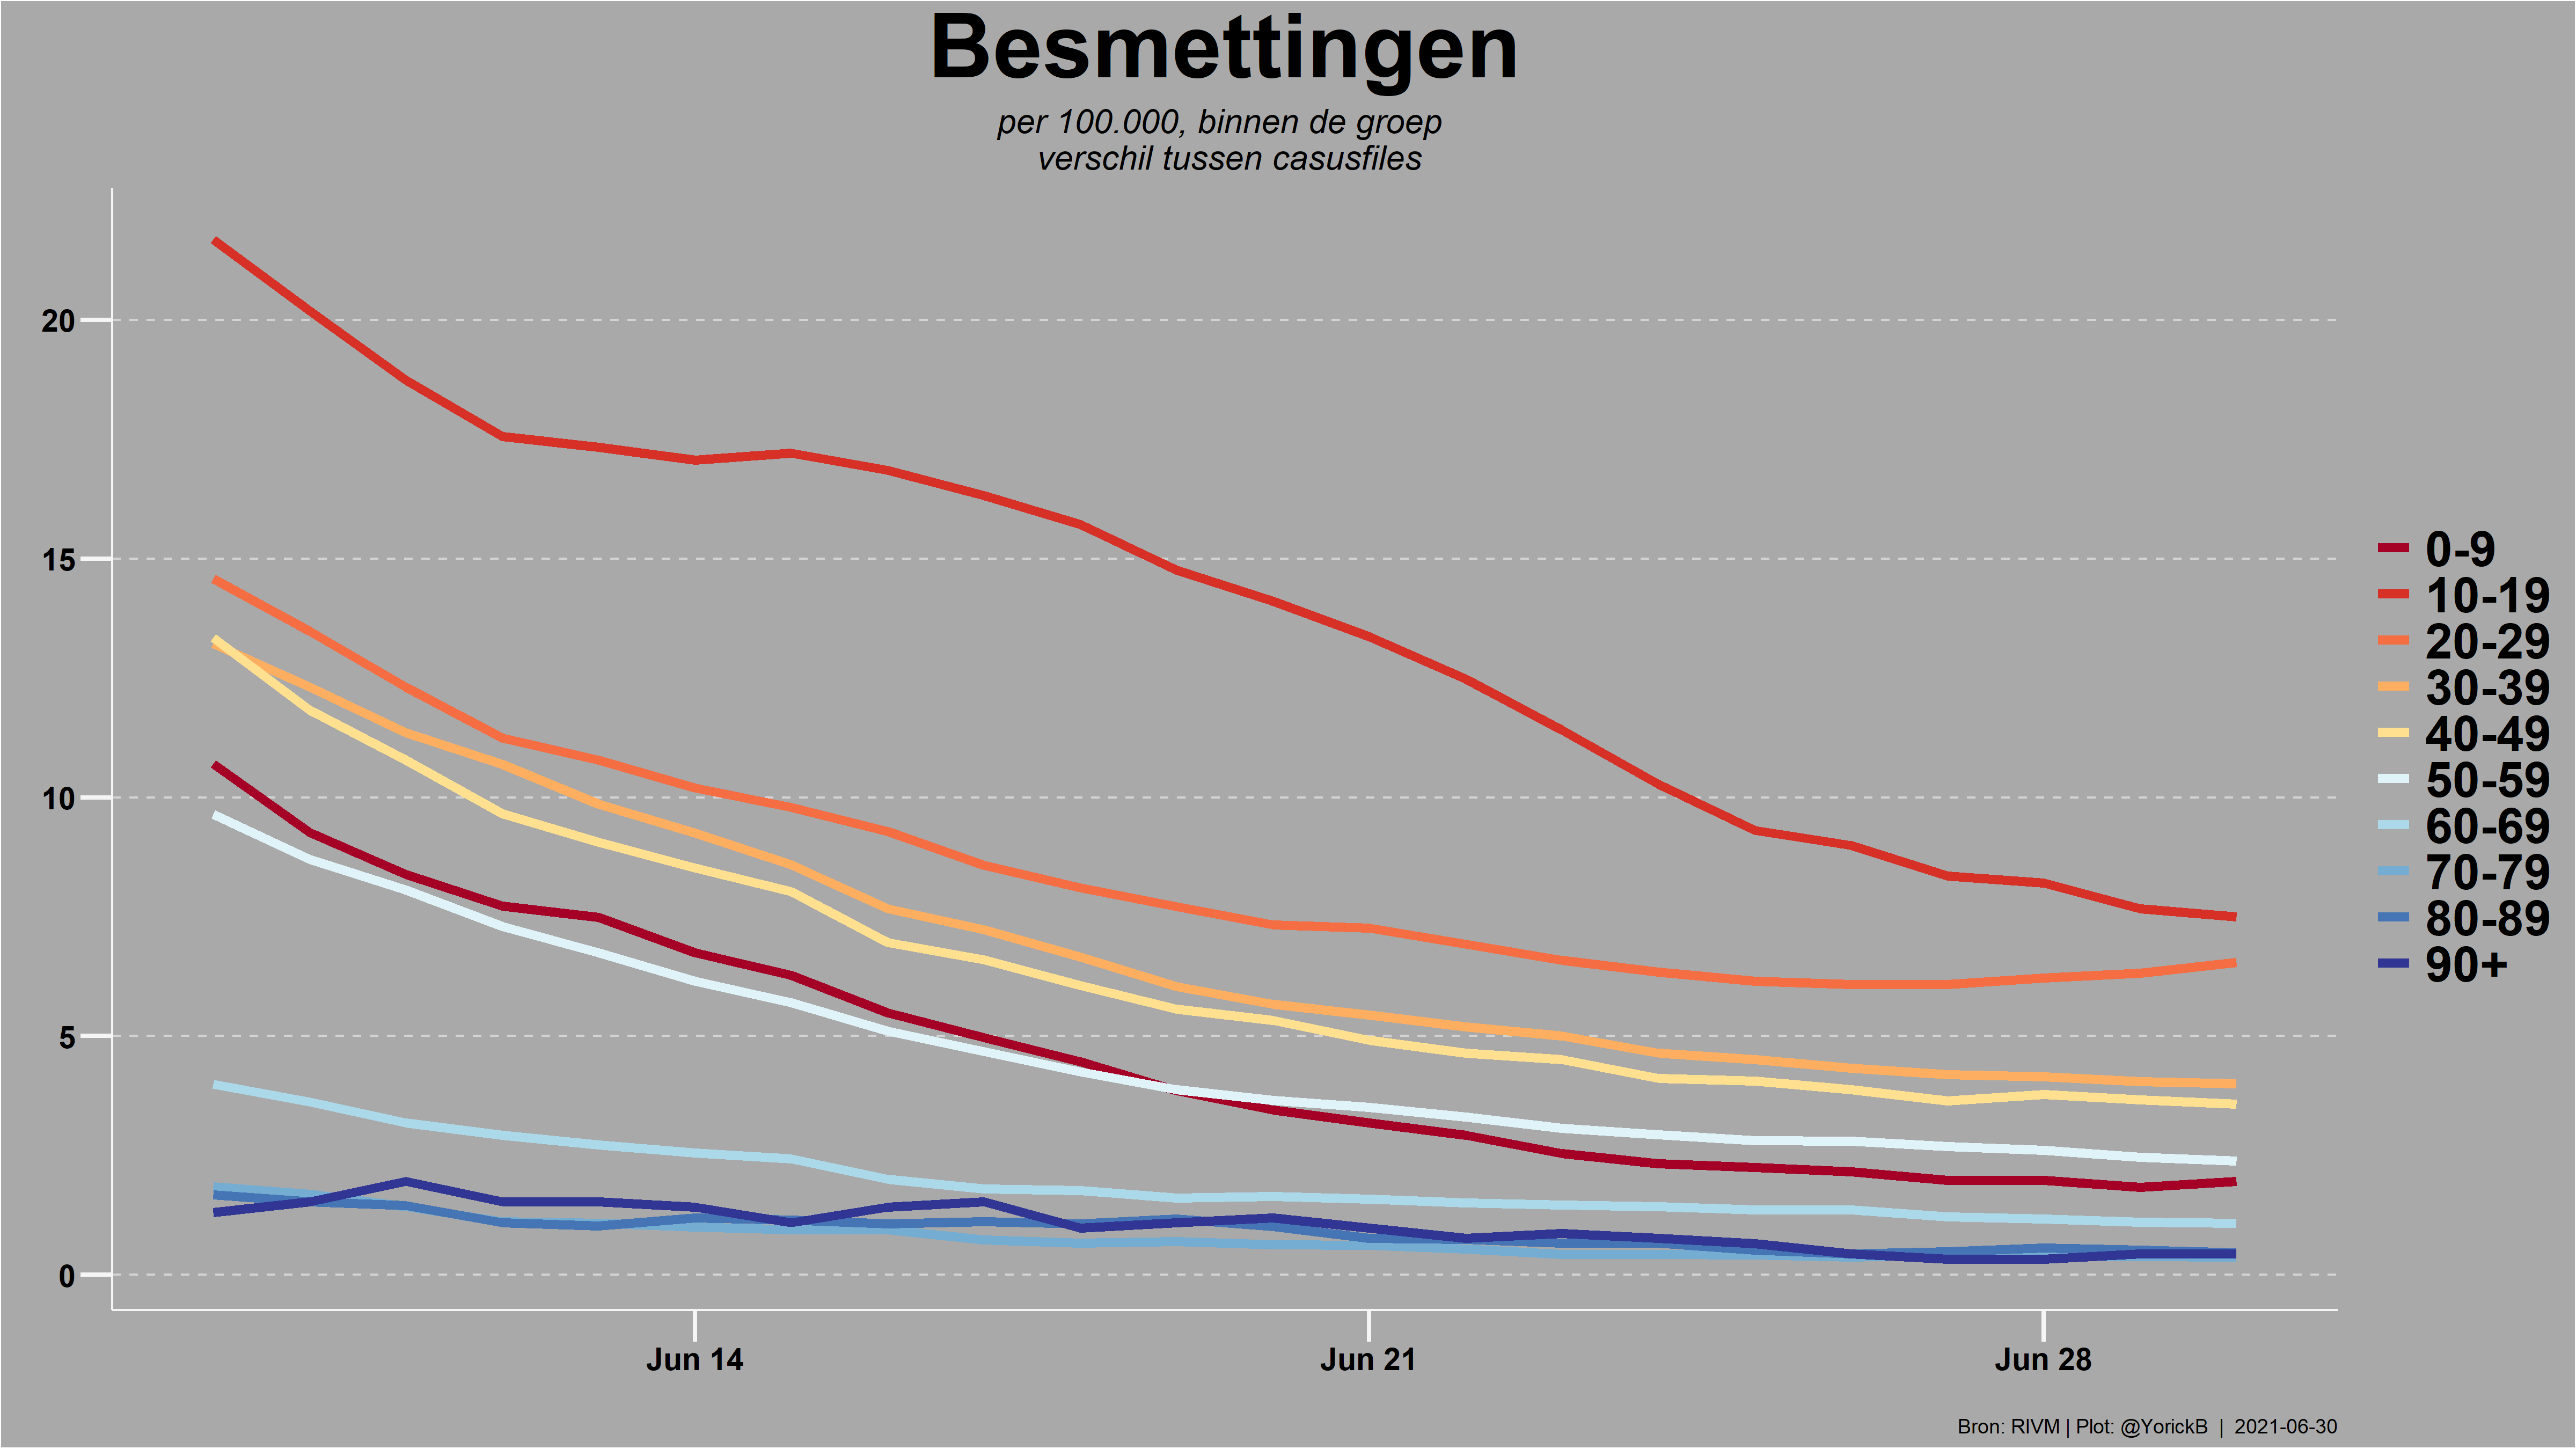 Besmettingen
per 100.000, binnen de groep
verschil tussen casusfiles
20
15
10
5
0
Jun 14
Jun 21
Jun 28
0-9
10-19
20-29
30-39
40-49
50-59
60-69
70-79
80-89
90+
Bron: RIVM | Plot: @YorickB | 2021-06-30